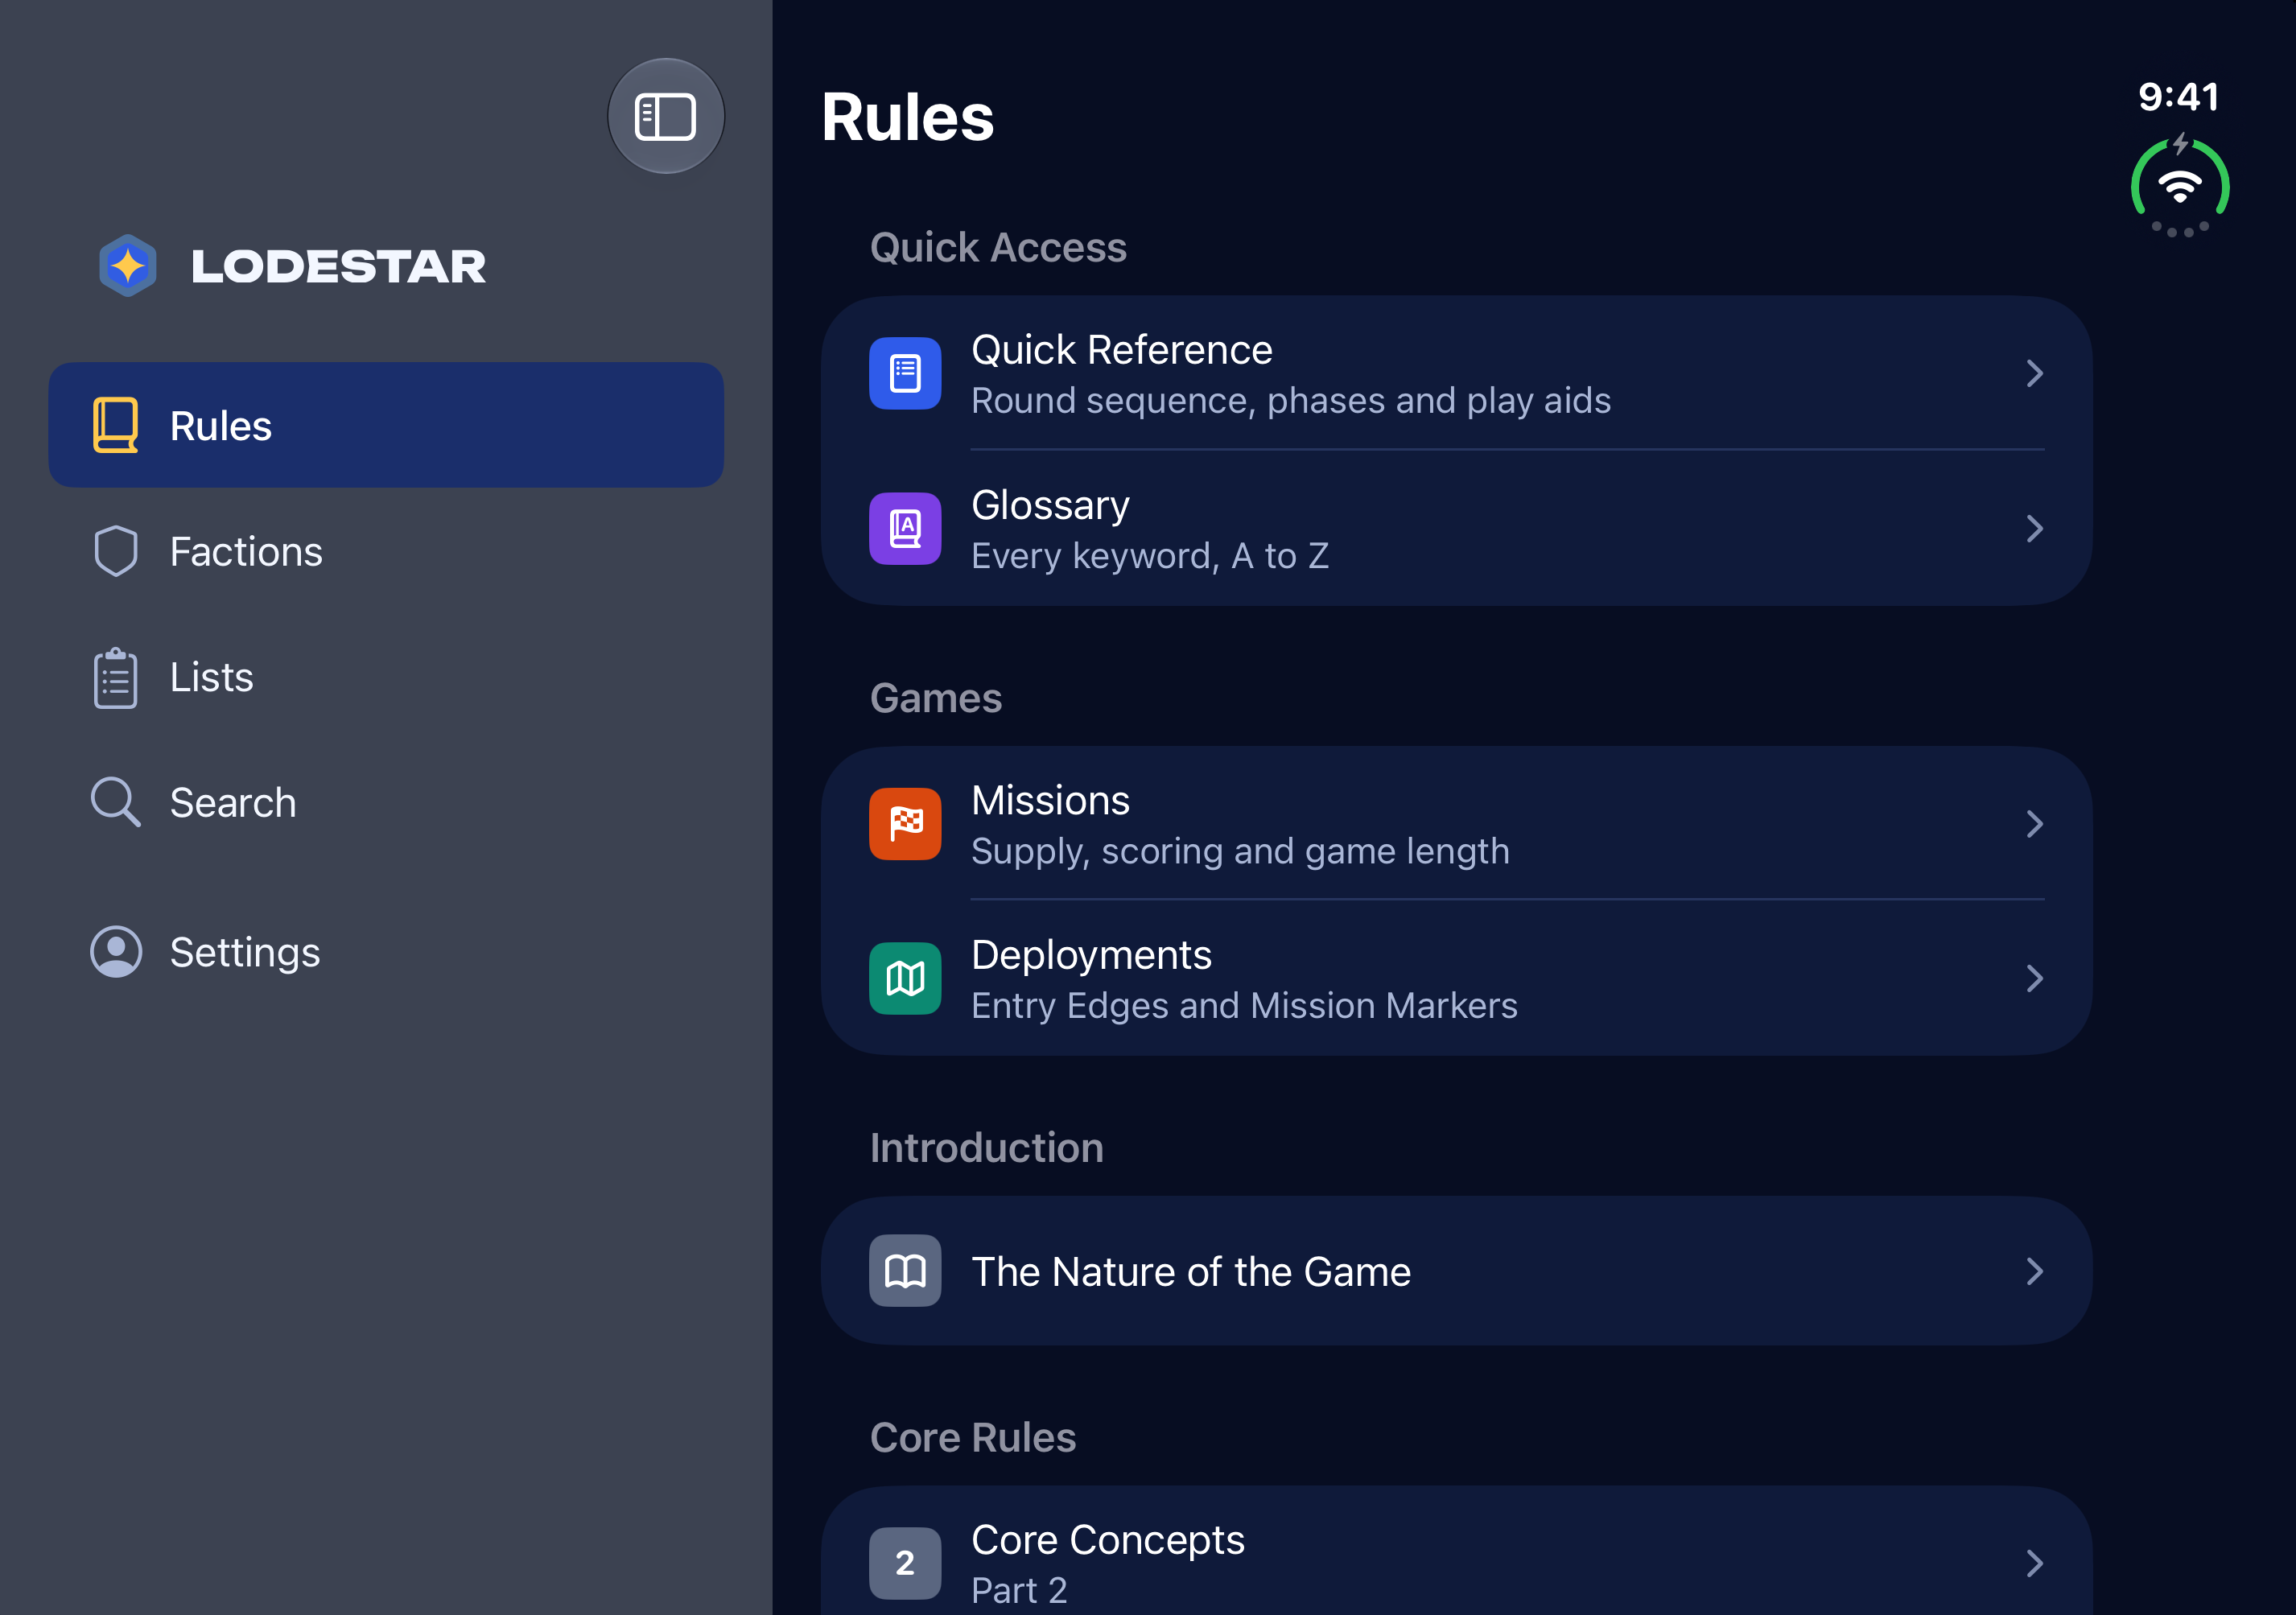 LODESTAR
Rules
Factions
Lists
Search
Settings
Rules
9:41
Quick Access
Quick Reference
Round sequence, phases and play aids
A
Glossary
Every keyword, A to Z
Games
Missions
Supply, scoring and game length
Deployments
Entry Edges and Mission Markers
Introduction
The Nature of the Game
Core Rules
2
Core Concepts
Part 2